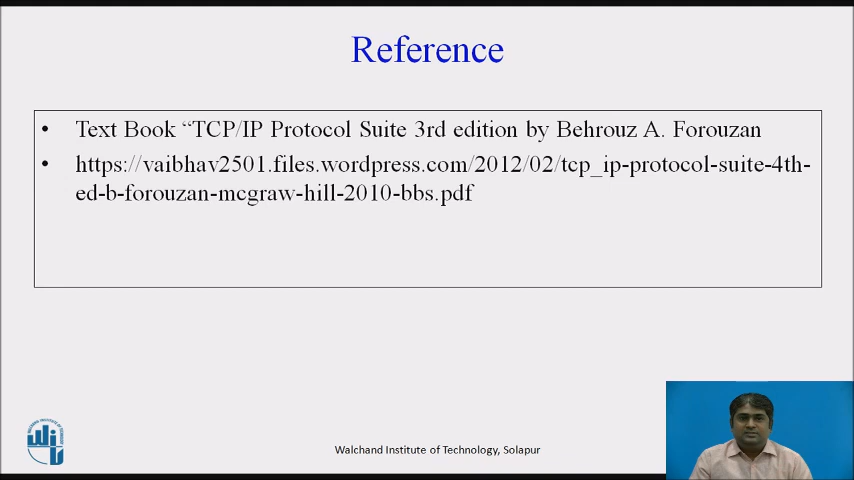 Reference
• Text Book “TCP/IP Protocol Suite 3rd edition by Behrouz A. Forouzan
• https://vaibhav2501.files.wordpress.com/2012/02/tcp_ip-protocol-suite-4th-
ed-b-forouzan-mcgraw-hill-2010-bbs.pdf
Walchand Institute of Technology, Solapur